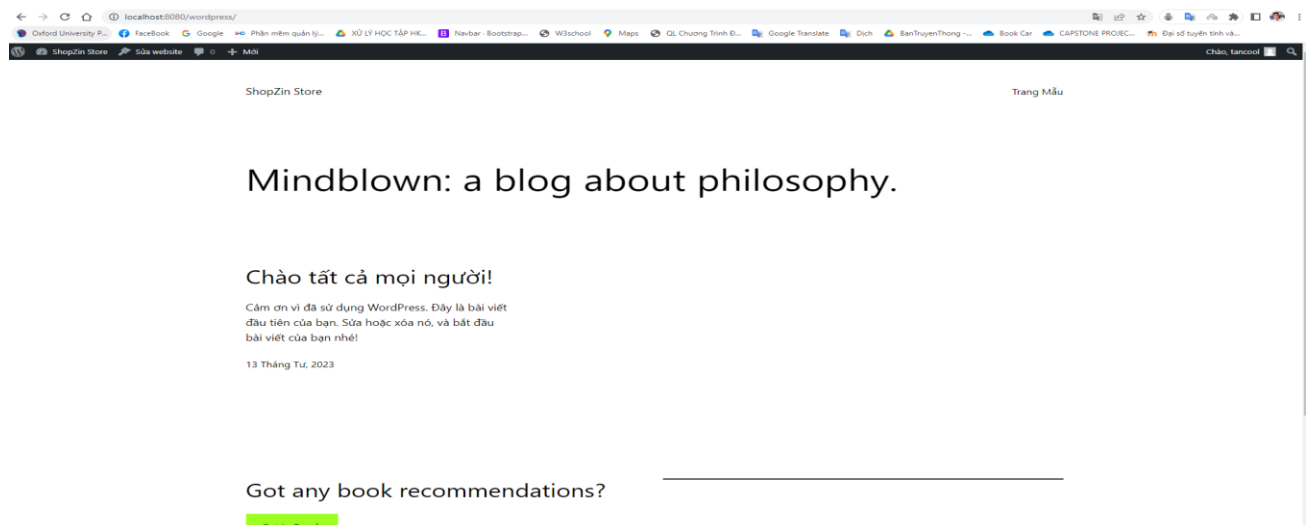 localhost:8080/wordpress/
Oxford University P... FaceBook Google Phần mềm quản lý... XỬ LÝ HỌC TẬP HK... Navbar · Bootstrap... W3school Maps QL Chương Trình Đ... Google Translate Dịch BanTruyenThong -... Book Car CAPSTONE PROJEC... Đại số tuyến tính và...
ShopZin Store Sửa website 0 + Mới Chào, tancool
ShopZin Store Trang Mẫu
Mindblown: a blog about philosophy.
Chào tất cả mọi người!
Cảm ơn vì đã sử dụng WordPress. Đây là bài viết
đầu tiên của bạn. Sửa hoặc xóa nó, và bắt đầu
bài viết của bạn nhé!
13 Tháng Tư, 2023
Got any book recommendations?